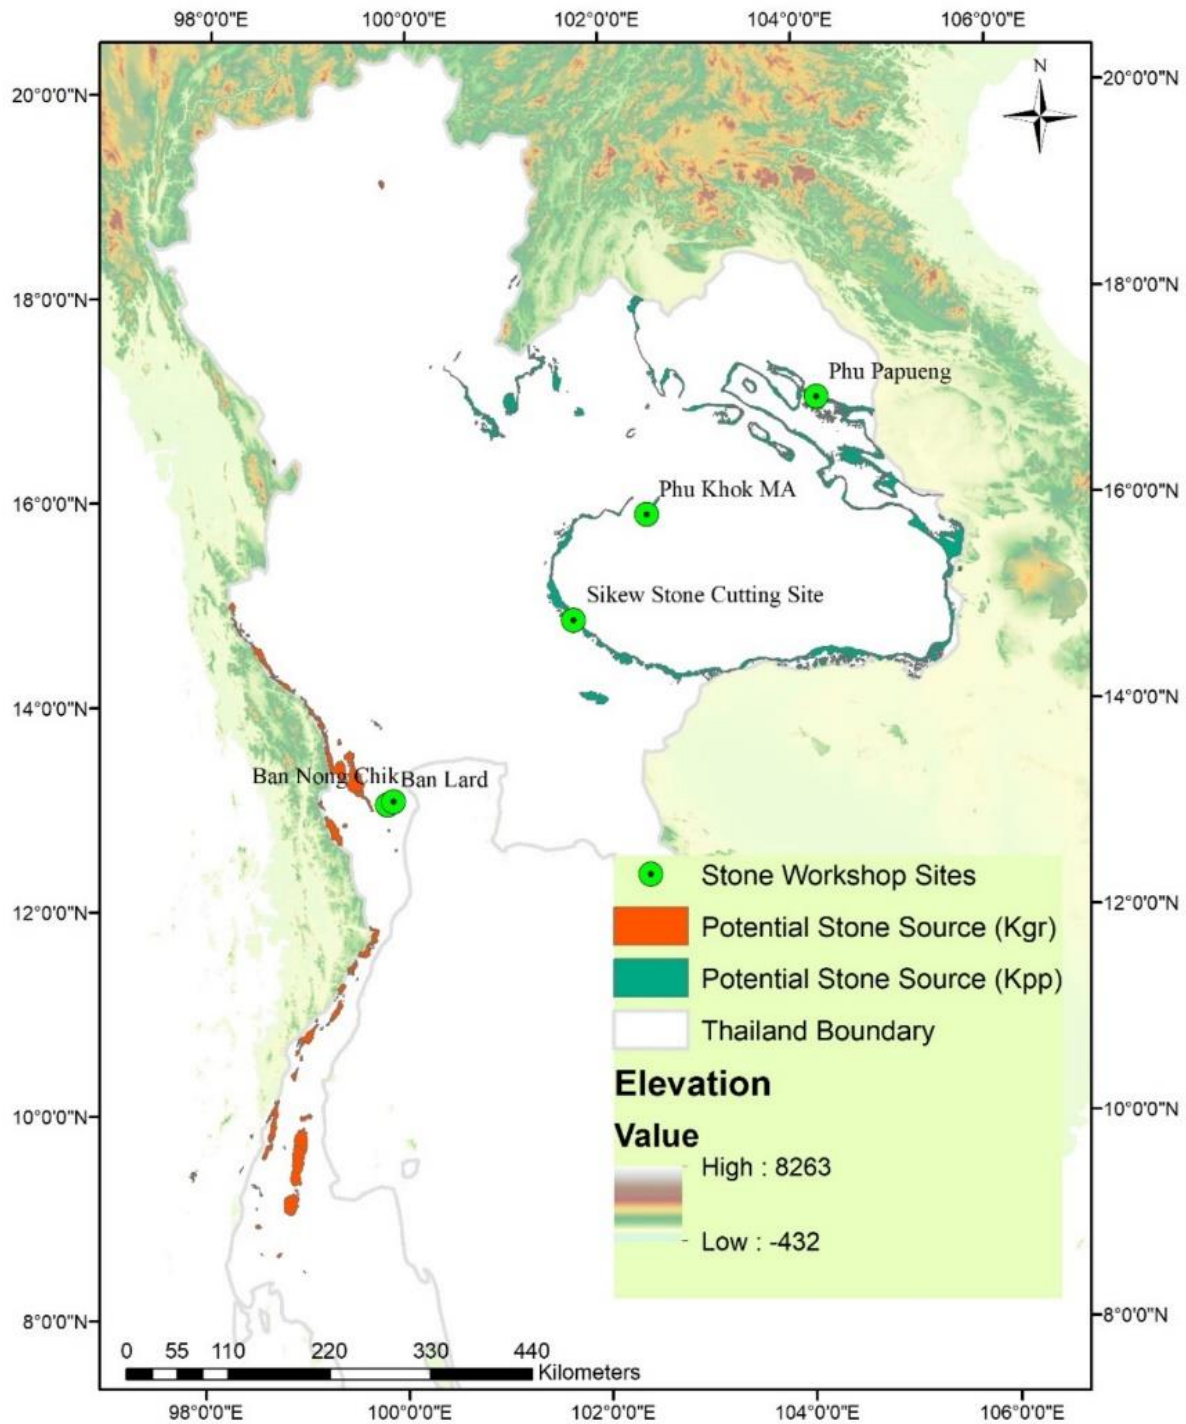 98°0'0"E 100°0'0"E 102°0'0"E 104°0'0"E 106°0'0"E
N
20°0'0"N 20°0'0"N
18°0'0"N 18°0'0"N
Phu Papueng
Phu Khok MA
16°0'0"N 16°0'0"N
Sikew Stone Cutting Site
14°0'0"N 14°0'0"N
Ban Nong Chik Ban Lard
Stone Workshop Sites
12°0'0"N 12°0'0"N
Potential Stone Source (Kgr)
Potential Stone Source (Kpp)
Thailand Boundary
Elevation
10°0'0"N 10°0'0"N
Value
High : 8263
Low : -432
8°0'0"N 8°0'0"N
0 55 110 220 330 440
Kilometers
98°0'0"E 100°0'0"E 102°0'0"E 104°0'0"E 106°0'0"E